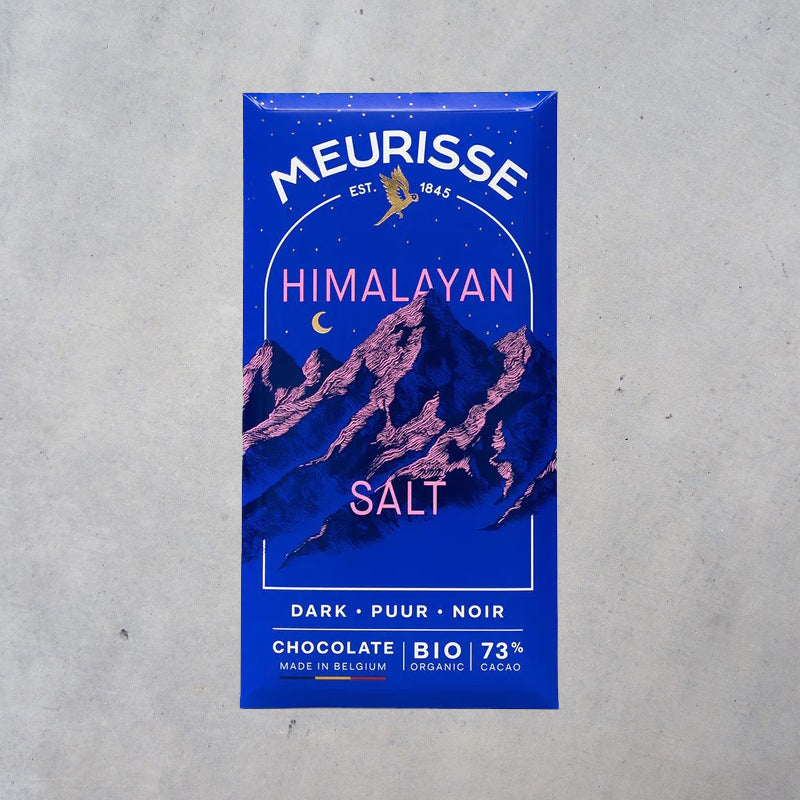 MEURISSE
EST. 1845
HIMALAYAN
SALT
DARK • PUUR • NOIR
CHOCOLATE
MADE IN BELGIUM
BIO
ORGANIC
73%
CACAO